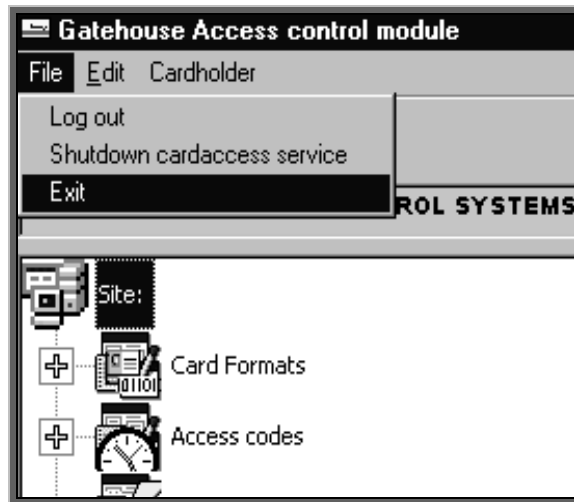 Gatehouse Access control module
File Edit Cardholder
Log out
Shutdown cardaccess service
Exit
ROL SYSTEMS
Site:
Card Formats
01101
Access codes